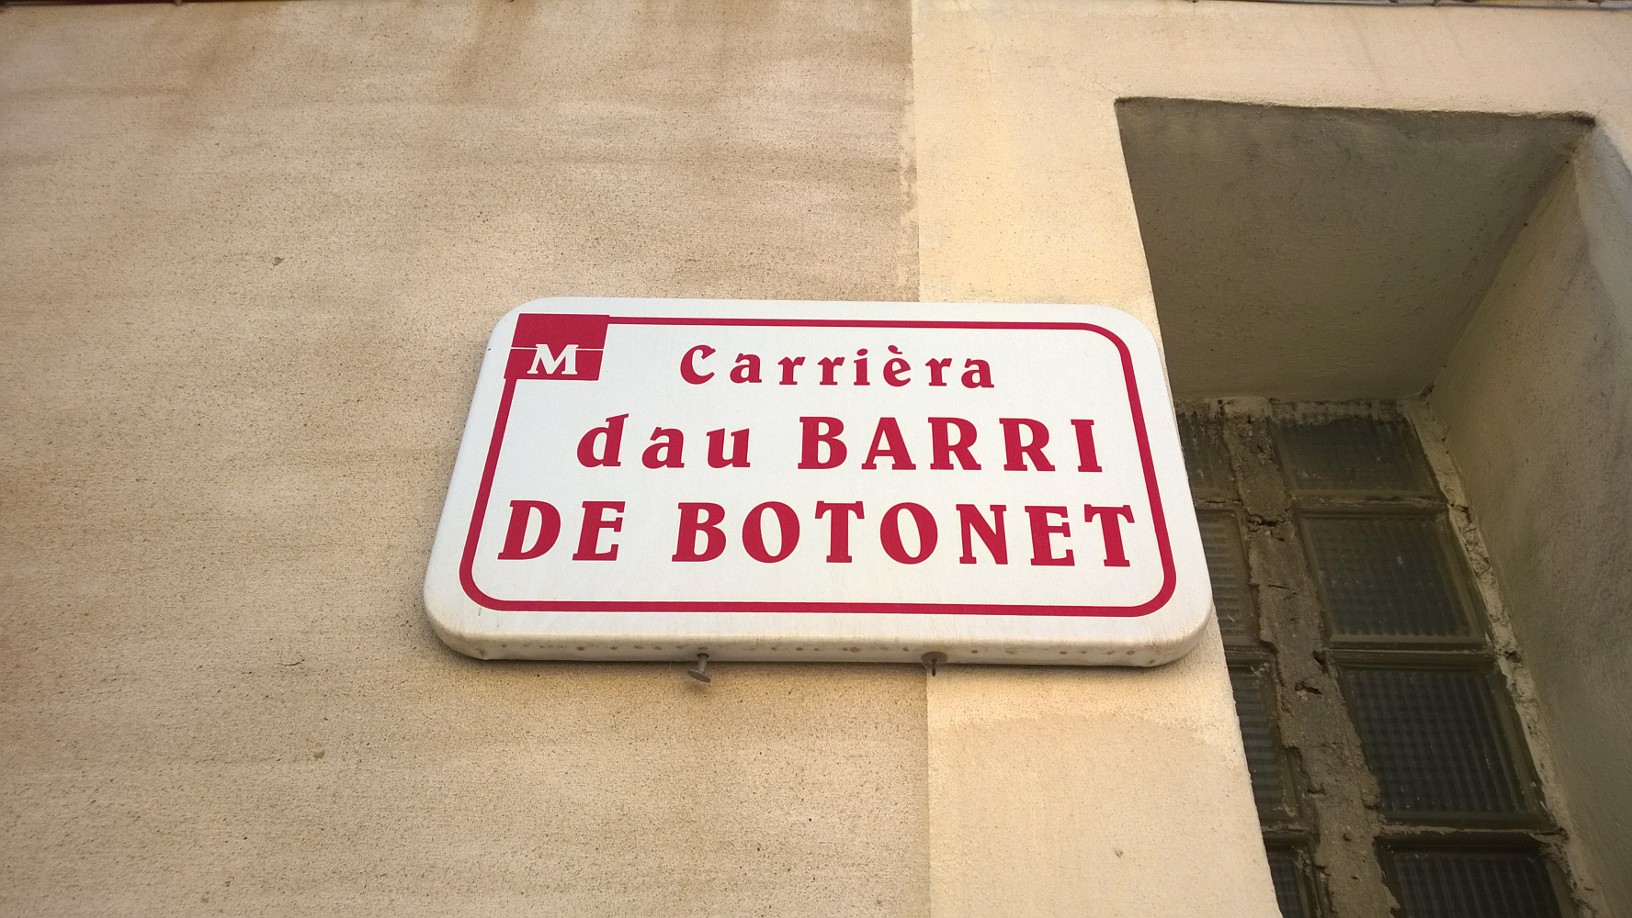 M
Carrièra
dau BARRI
DE BOTONET